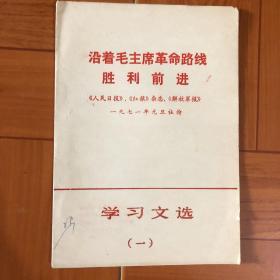 沿着毛主席革命路线
胜利前进
《人民日报》、《红旗》杂志、《解放军报》
一九七一年元旦社论
学习文选
（一）